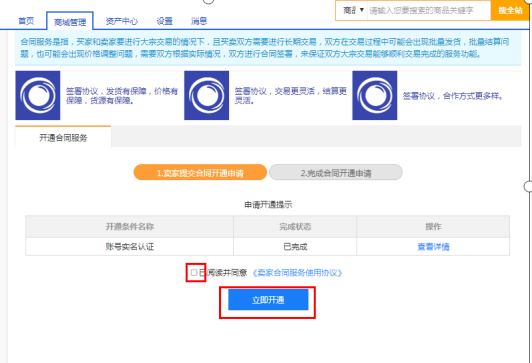 商品 ▼ 请输入您要搜索的商品关键字 搜全站
首页 商城管理 资产中心 设置 消息
合同服务是指，买家和卖家要进行大宗交易的情况下，且买卖双方需要进行长期交易，双方在交易过程中可能会出现批量发货，批量结算问
题，也可能会出现价格调整问题，需要双方根据实际情况，双方进行合同签署，来保证双方大宗交易能够顺利交易完成的服务功能。
签署协议，发货有保障，价格有
保障，货源有保障。
签署协议，交易更灵活，结算更
灵活。
签署协议，合作方式更多样。
开通合同服务
1.卖家提交合同开通申请 2.完成合同开通申请
申请开通提示
开通条件名称 完成状态 操作
账号实名认证 已完成 查看详情
已阅读并同意 《卖家合同服务使用协议》
立即开通